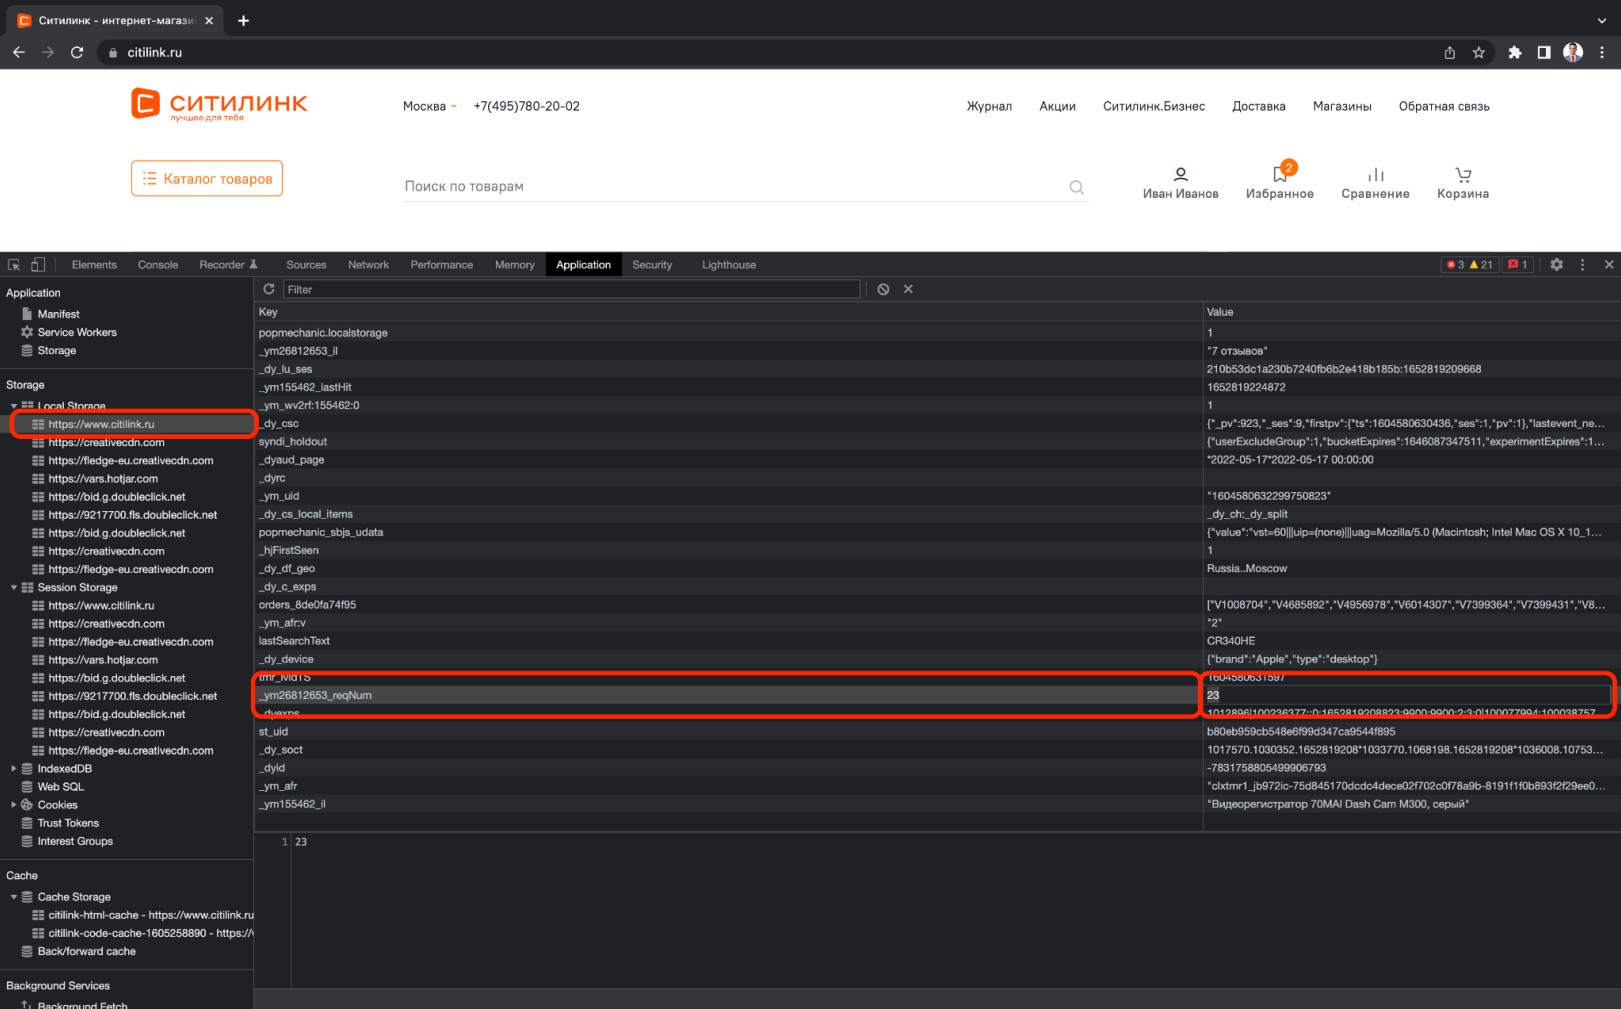 Ситилинк - интернет-магази
citilink.ru
СИТИЛИНК
лучшее для тебя
Москва
+7(495)780-20-02
Журнал
Акции
Ситилинк.Бизнес
Доставка
Магазины
Обратная связь
Каталог товаров
Поиск по товарам
2
Иван Иванов
Избранное
Сравнение
Корзина
Elements
Console
Recorder
Sources
Network
Performance
Memory
Application
Security
Lighthouse
3
21
1
Application
Manifest
Service Workers
Storage
Storage
Local Storage
https://www.citilink.ru
https://creativecdn.com
https://fledge-eu.creativecdn.com
https://vars.hotjar.com
https://bid.g.doubleclick.net
https://9217700.fls.doubleclick.net
https://bid.g.doubleclick.net
https://creativecdn.com
https://fledge-eu.creativecdn.com
Session Storage
https://www.citilink.ru
https://creativecdn.com
https://fledge-eu.creativecdn.com
https://vars.hotjar.com
https://bid.g.doubleclick.net
https://9217700.fls.doubleclick.net
https://bid.g.doubleclick.net
https://creativecdn.com
https://fledge-eu.creativecdn.com
IndexedDB
Web SQL
Cookies
Trust Tokens
Interest Groups
Cache
Cache Storage
citilink-html-cache - https://www.citilink.ru
citilink-code-cache-1605258890 - https://
Back/forward cache
Background Services
Background Fetch
Filter
Key Value
popmechanic.localstorage 1
_ym26812653_il "7 отзывов"
_dy_lu_ses 210b53dc1a230b7240fb6b2e418b185b:1652819209668
_ym155462_lastHit 1652819224872
_ym_wv2rf:155462:0 1
_dy_csc {"_pv":923,"_ses":9,"firstpv":{"ts":1604580630436,"ses":1,"pv":1},"lastevent_ne...
syndi_holdout {"userExcludeGroup":1,"bucketExpires":1646087347511,"experimentExpires":1...
_dyaud_page *2022-05-17*2022-05-17 00:00:00
_dyrc
_ym_uid "1604580632299750823"
_dy_cs_local_items _dy_ch:_dy_split
popmechanic_sbjs_udata {"value":"vst=60|||uip=(none)|||uag=Mozilla/5.0 (Macintosh; Intel Mac OS X 10_1...
_hjFirstSeen 1
_dy_df_geo Russia..Moscow
_dy_c_exps
orders_8de0fa74f95 ["V1008704","V4685892","V4956978","V6014307","V7399364","V7399431","V8...
_ym_afr:v "2"
lastSearchText CR340HE
_dy_device {"brand":"Apple","type":"desktop"}
tmr_lvidTS 1604580631597
_ym26812653_reqNum 23
_dyexps 1012896|100236377::0:1652819208823:9900:9900:2:3:0|100077994:100038757
st_uid b80eb959cb548e6f99d347ca9544f895
_dy_soct 1017570.1030352.1652819208*1033770.1068198.1652819208*1036008.10753...
_dyid -7831758805499906793
_ym_afr "clxtmr1_jb972ic-75d845170dcdc4dece02f702c0f78a9b-8191f1f0b893f2f29ee0...
_ym155462_il "Видеорегистратор 70MAI Dash Cam M300, серый"
1 23